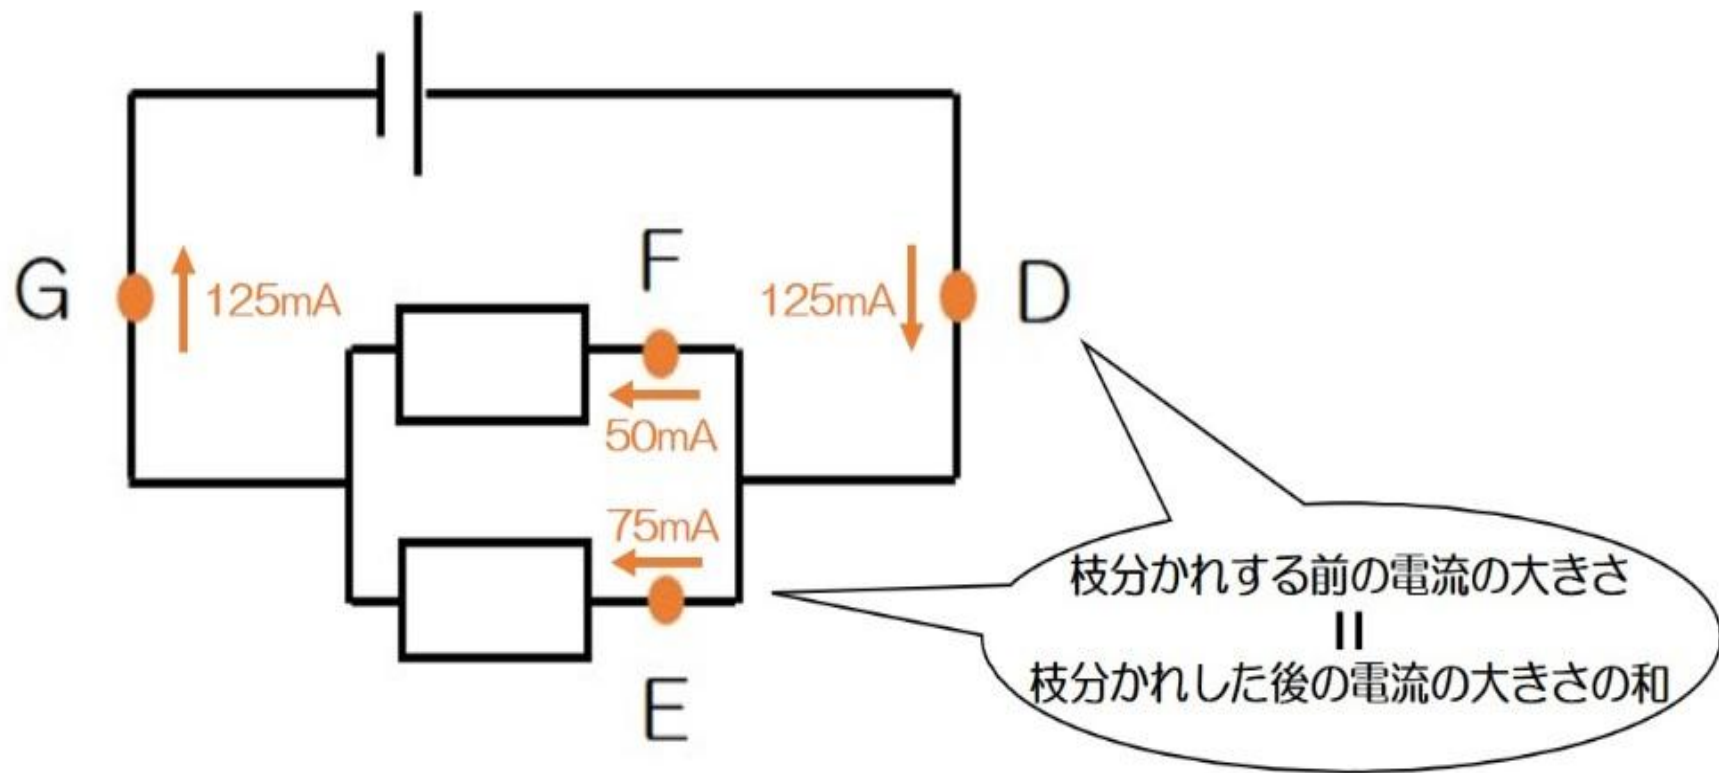 F
G
125mA
125mA
D
50mA
75mA
E
枝分かれする前の電流の大きさ
=
枝分かれした後の電流の大きさの和